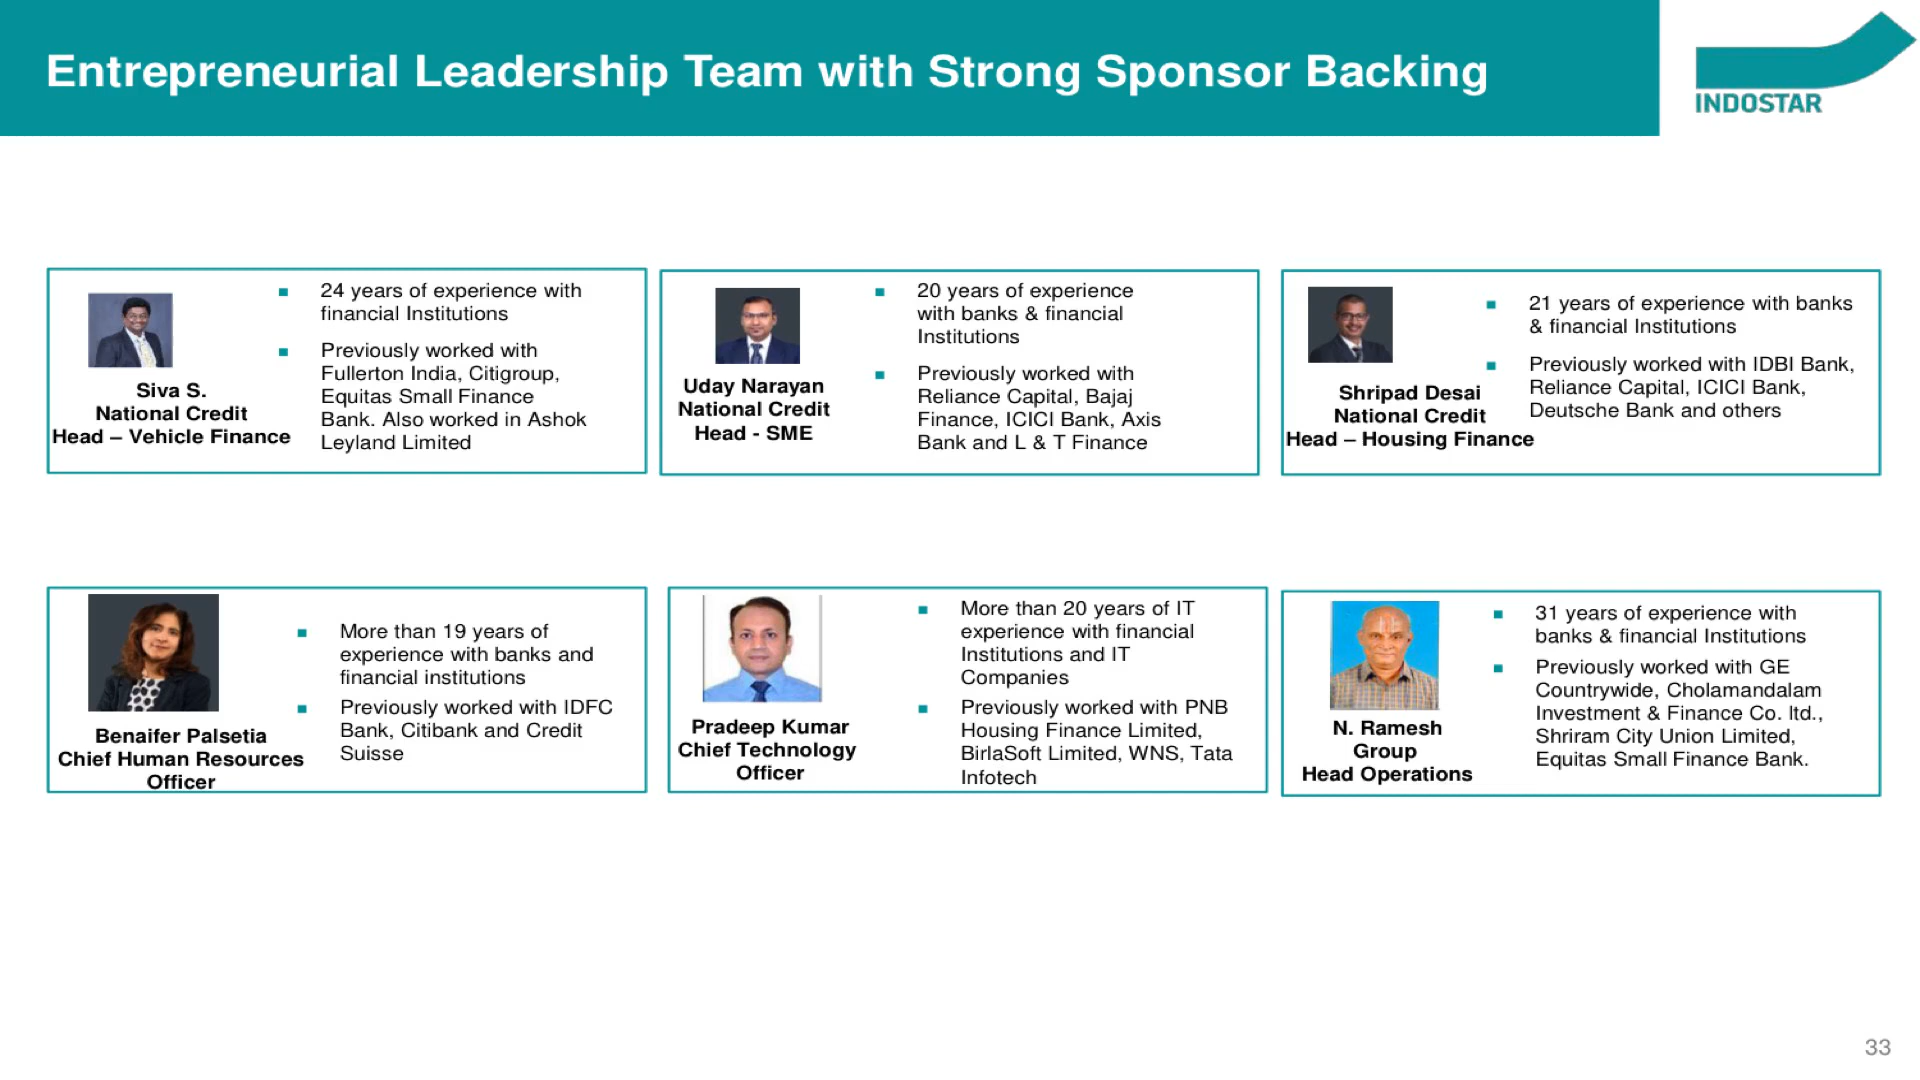 Entrepreneurial Leadership Team with Strong Sponsor Backing
INDOSTAR
Siva S.
National Credit
Head – Vehicle Finance
24 years of experience with
financial Institutions
Previously worked with
Fullerton India, Citigroup,
Equitas Small Finance
Bank. Also worked in Ashok
Leyland Limited
Uday Narayan
National Credit
Head - SME
20 years of experience
with banks & financial
Institutions
Previously worked with
Reliance Capital, Bajaj
Finance, ICICI Bank, Axis
Bank and L & T Finance
Shripad Desai
National Credit
Head – Housing Finance
21 years of experience with banks
& financial Institutions
Previously worked with IDBI Bank,
Reliance Capital, ICICI Bank,
Deutsche Bank and others
Benaifer Palsetia
Chief Human Resources
Officer
More than 19 years of
experience with banks and
financial institutions
Previously worked with IDFC
Bank, Citibank and Credit
Suisse
Pradeep Kumar
Chief Technology
Officer
More than 20 years of IT
experience with financial
Institutions and IT
Companies
Previously worked with PNB
Housing Finance Limited,
BirlaSoft Limited, WNS, Tata
Infotech
N. Ramesh
Group
Head Operations
31 years of experience with
banks & financial Institutions
Previously worked with GE
Countrywide, Cholamandalam
Investment & Finance Co. ltd.,
Shriram City Union Limited,
Equitas Small Finance Bank.
33